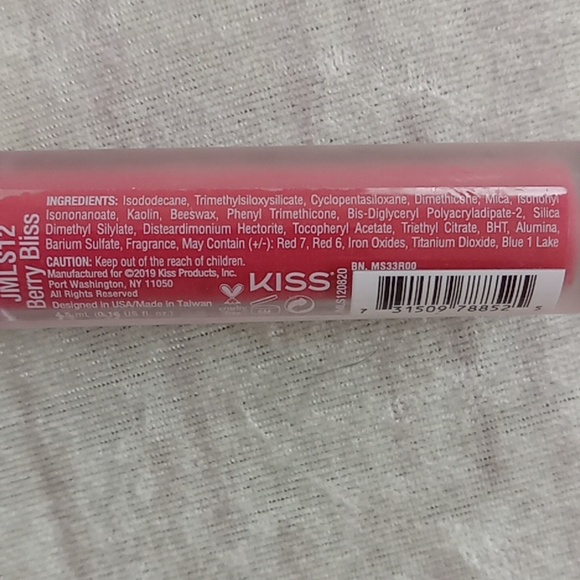 JMLS12
Berry Bliss
INGREDIENTS: Isododecane, Trimethylsiloxysilicate, Cyclopentasiloxane, Dimethicone, Mica, Isononyl
Isononanoate, Kaolin, Beeswax, Phenyl Trimethicone, Bis-Diglyceryl Polyacryladipate-2, Silica
Dimethyl Silylate, Disteardimonium Hectorite, Tocopheryl Acetate, Triethyl Citrate, BHT, Alumina,
Barium Sulfate, Fragrance, May Contain (+/-): Red 7, Red 6, Iron Oxides, Titanium Dioxide, Blue 1 Lake
CAUTION: Keep out of the reach of children.
Manufactured for ©2019 Kiss Products, Inc.
Port Washington, NY 11050
All Rights Reserved
Designed in USA/Made in Taiwan
KISS
JMLS120820
BN, MS33R00
7 31509 78852 5